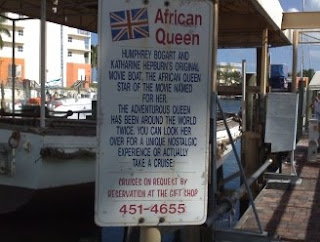 African
Queen
HUMPHREY BOGART AND
KATHARINE HEPBURN'S ORIGINAL
MOVIE BOAT, THE AFRICAN QUEEN
STAR OF THE MOVIE NAMED
FOR HER.
THE ADVENTUROUS QUEEN
HAS BEEN AROUND THE WORLD
TWICE. YOU CAN LOOK HER
OVER FOR A UNIQUE NOSTALGIC
EXPERIENCE OR ACTUALLY
TAKE A CRUISE.
CRUISES ON REQUEST BY
RESERVATION AT THE GIFT SHOP
451-4655